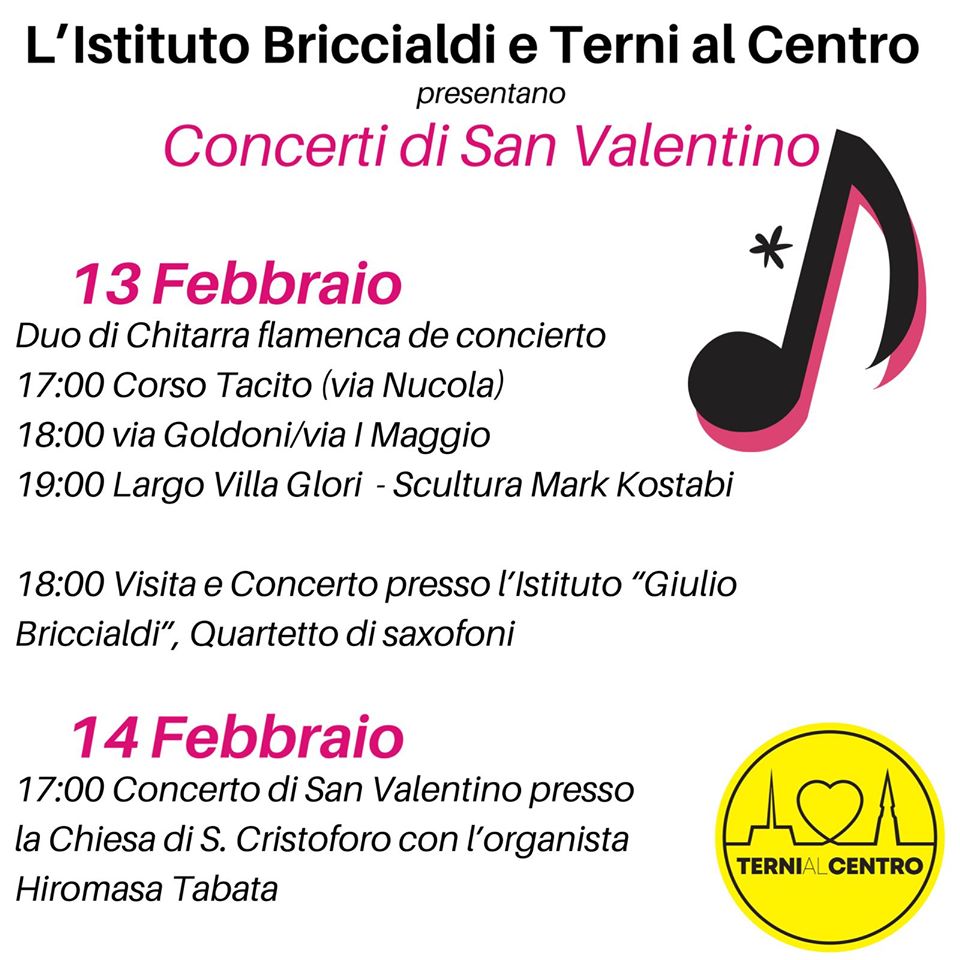 L'Istituto Briccialdi e Terni al Centro
presentano
Concerti di San Valentino
13 Febbraio
Duo di Chitarra flamenca de concierto
17:00 Corso Tacito (via Nucola)
18:00 via Goldoni/via I Maggio
19:00 Largo Villa Glori - Scultura Mark Kostabi
18:00 Visita e Concerto presso l'Istituto “Giulio
Briccialdi”, Quartetto di saxofoni
14 Febbraio
17:00 Concerto di San Valentino presso
la Chiesa di S. Cristoforo con l'organista
Hiromasa Tabata
TERNIALCENTRO